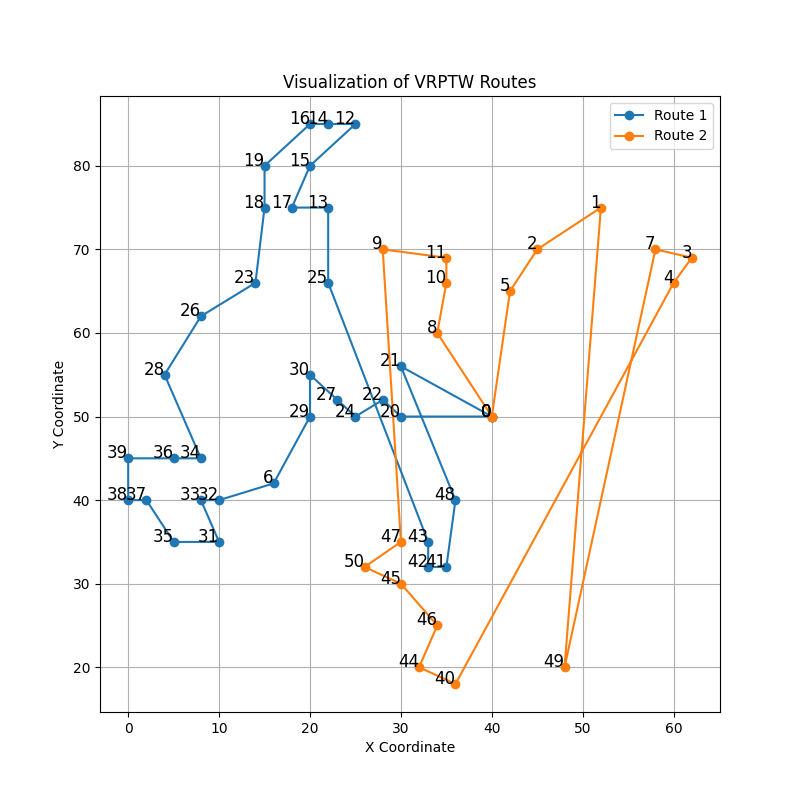 Visualization of VRPTW Routes
Route 1
Route 2
Y Coordinate
80
70
60
50
40
30
20
16 14 12
19 15
18 17 13 1
9 11 2 7 3
23 25 10 5 4
26 8
28 30 21
27 22
29 24 20 0
39 36 34
6
38 37 33 32 48
35 31 47 43
50 42 41
45
46
44 49
40
0 10 20 30 40 50 60
X Coordinate